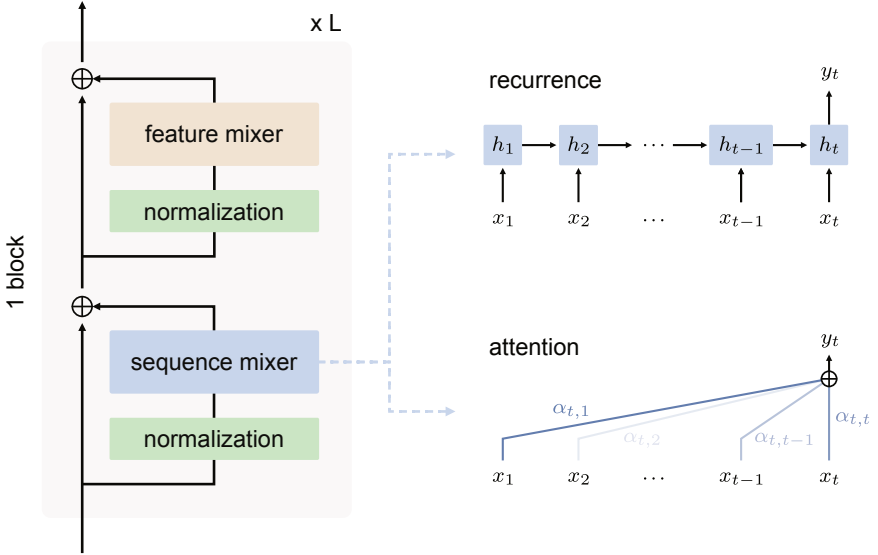 x L
feature mixer
normalization
1 block
sequence mixer
normalization
recurrence
y_t
h_1 h_2 ⋯ h_{t−1} h_t
x_1 x_2 ⋯ x_{t−1} x_t
attention
y_t
α_{t,1} α_{t,2} α_{t,t−1} α_{t,t}
x_1 x_2 ⋯ x_{t−1} x_t